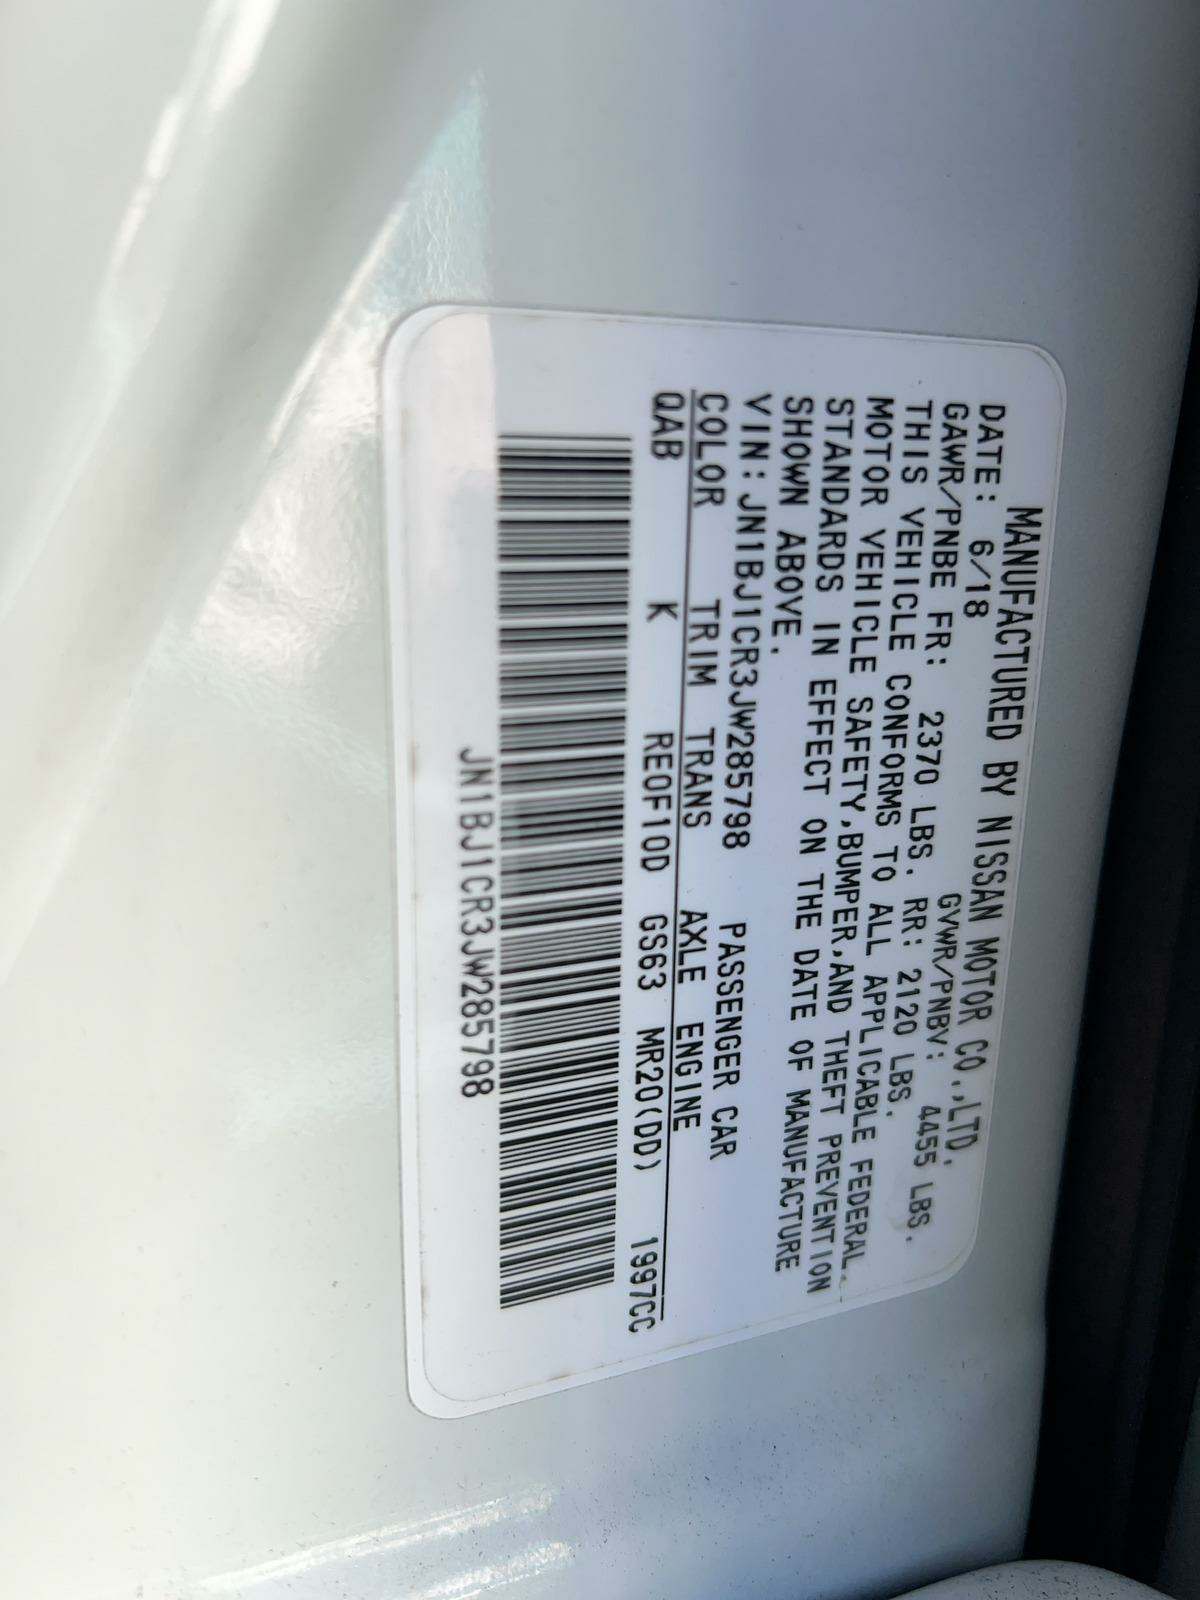 MANUFACTURED BY NISSAN MOTOR CO.,LTD.
DATE: 6/18 GVWR/PNBV: 4455 LBS.
GAWR/PNBE FR: 2370 LBS. RR: 2120 LBS.
THIS VEHICLE CONFORMS TO ALL APPLICABLE FEDERAL
MOTOR VEHICLE SAFETY,BUMPER,AND THEFT PREVENTION
STANDARDS IN EFFECT ON THE DATE OF MANUFACTURE
SHOWN ABOVE.
VIN:JN1BJ1CR3JW285798 PASSENGER CAR
COLOR TRIM TRANS AXLE ENGINE
QAB K RE0F10D GS63 MR20(DD) 1997CC
JN1BJ1CR3JW285798